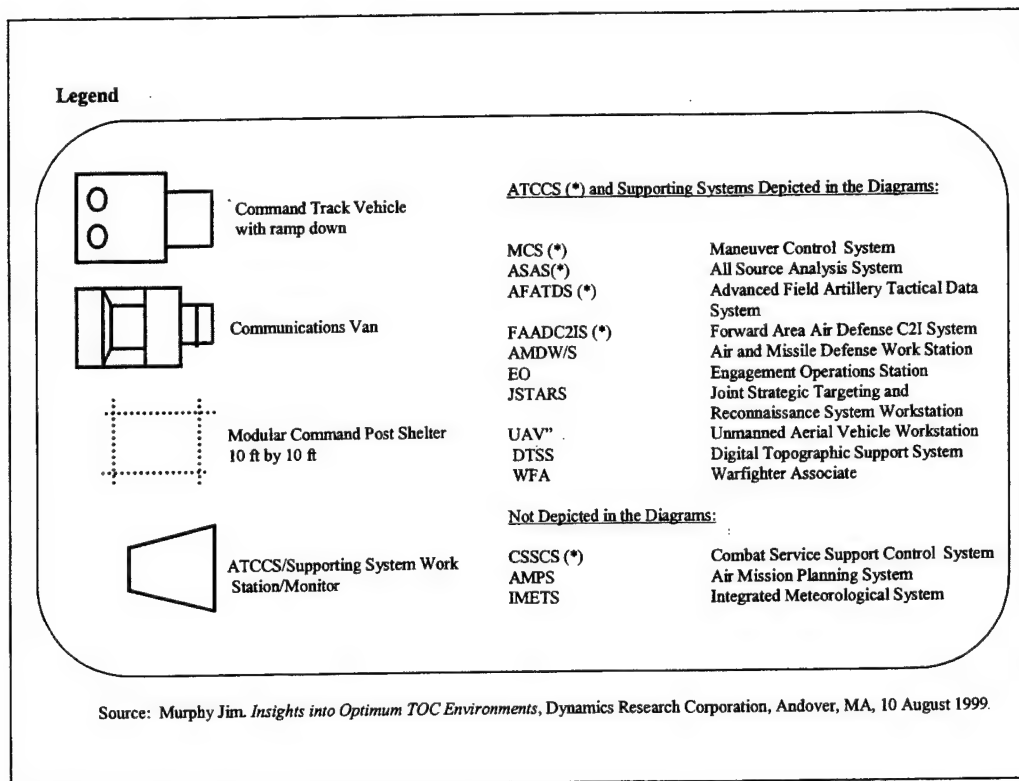 Legend
Command Track Vehicle
with ramp down
Communications Van
Modular Command Post Shelter
10 ft by 10 ft
ATCCS/Supporting System Work
Station/Monitor
ATCCS (*) and Supporting Systems Depicted in the Diagrams:
MCS (*) Maneuver Control System
ASAS(*) All Source Analysis System
AFATDS (*) Advanced Field Artillery Tactical Data
System
FAADC2IS (*) Forward Area Air Defense C2I System
AMDW/S Air and Missile Defense Work Station
EO Engagement Operations Station
JSTARS Joint Strategic Targeting and
Reconnaissance System Workstation
UAV” Unmanned Aerial Vehicle Workstation
DTSS Digital Topographic Support System
WFA Warfighter Associate
Not Depicted in the Diagrams:
CSSCS (*) Combat Service Support Control System
AMPS Air Mission Planning System
IMETS Integrated Meteorological System
Source: Murphy Jim. Insights into Optimum TOC Environments, Dynamics Research Corporation, Andover, MA, 10 August 1999.